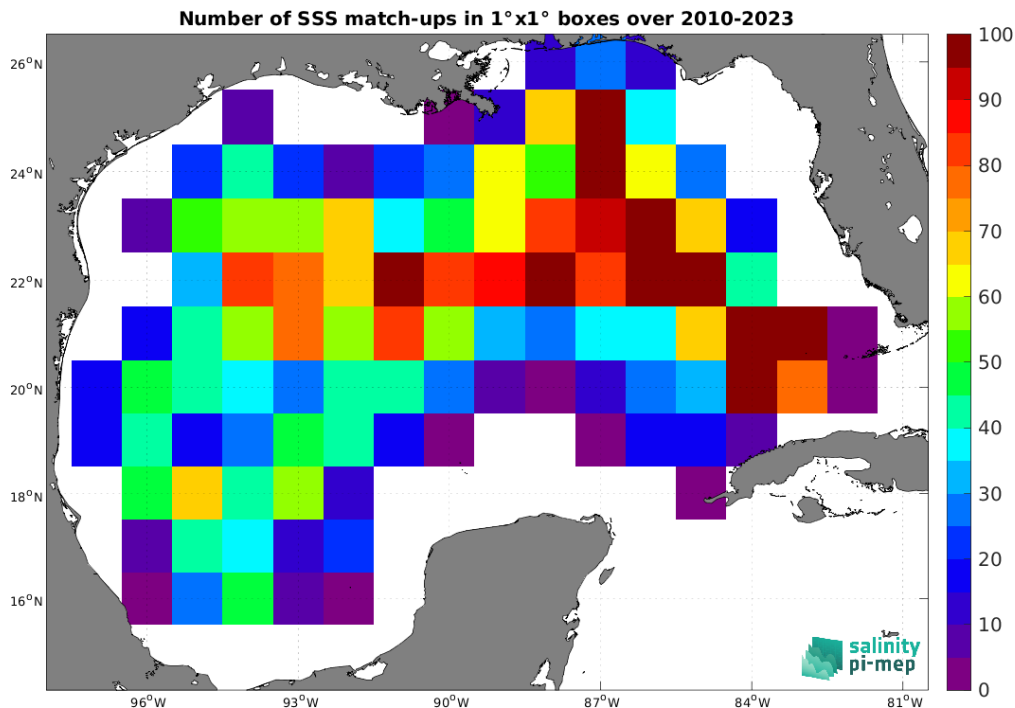 Number of SSS match-ups in 1°x1° boxes over 2010-2023
26°N
24°N
22°N
20°N
18°N
16°N
96°W
93°W
90°W
87°W
84°W
81°W
100
90
80
70
60
50
40
30
20
10
0
salinity
pi-mep